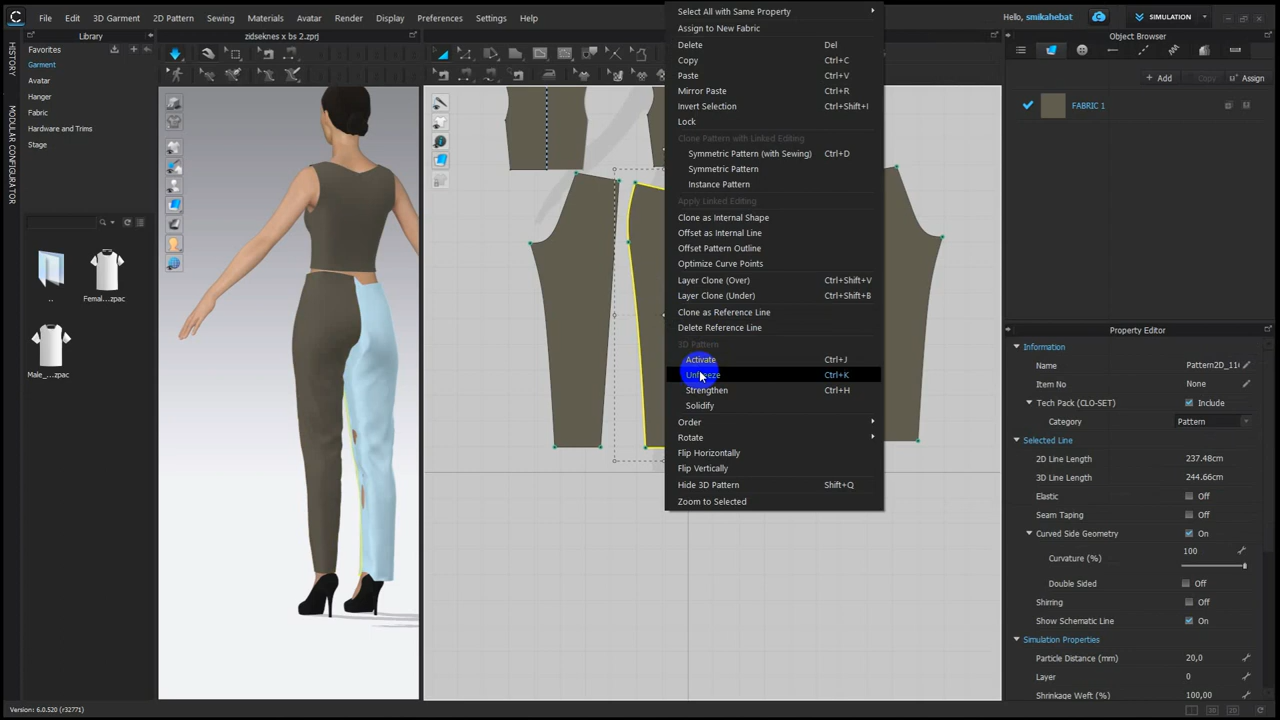 File Edit 3D Garment 2D Pattern Sewing Materials Avatar Render Display Preferences Settings Help
Hello, smikahebat
SIMULATION
HISTORY
MODULAR CONFIGURATOR
Library
Favorites
Garment
Avatar
Hanger
Fabric
Hardware and Trims
Stage
..
Femal...zpac
Male_...zpac
zidseknes x bs 2.zprj
Select All with Same Property
Assign to New Fabric
Delete Del
Copy Ctrl+C
Paste Ctrl+V
Mirror Paste Ctrl+R
Invert Selection Ctrl+Shift+I
Lock
Clone Pattern with Linked Editing
Symmetric Pattern (with Sewing) Ctrl+D
Symmetric Pattern
Instance Pattern
Apply Linked Editing
Clone as Internal Shape
Offset as Internal Line
Offset Pattern Outline
Optimize Curve Points
Layer Clone (Over) Ctrl+Shift+V
Layer Clone (Under) Ctrl+Shift+B
Clone as Reference Line
Delete Reference Line
3D Pattern
Activate Ctrl+J
Unfreeze Ctrl+K
Strengthen Ctrl+H
Solidify
Order
Rotate
Flip Horizontally
Flip Vertically
Hide 3D Pattern Shift+Q
Zoom to Selected
Object Browser
+ Add Copy Assign
FABRIC 1
Property Editor
Information
Name Pattern2D_11
Item No None
Tech Pack (CLO-SET) Include
Category Pattern
Selected Line
2D Line Length 237.48cm
3D Line Length 244.66cm
Elastic Off
Seam Taping Off
Curved Side Geometry On
Curvature (%) 100
Double Sided Off
Shirring Off
Show Schematic Line On
Simulation Properties
Particle Distance (mm) 20,0
Layer 0
Shrinkage Weft (%) 100,00
Version: 6.0.520 (r32771)
3D 2D